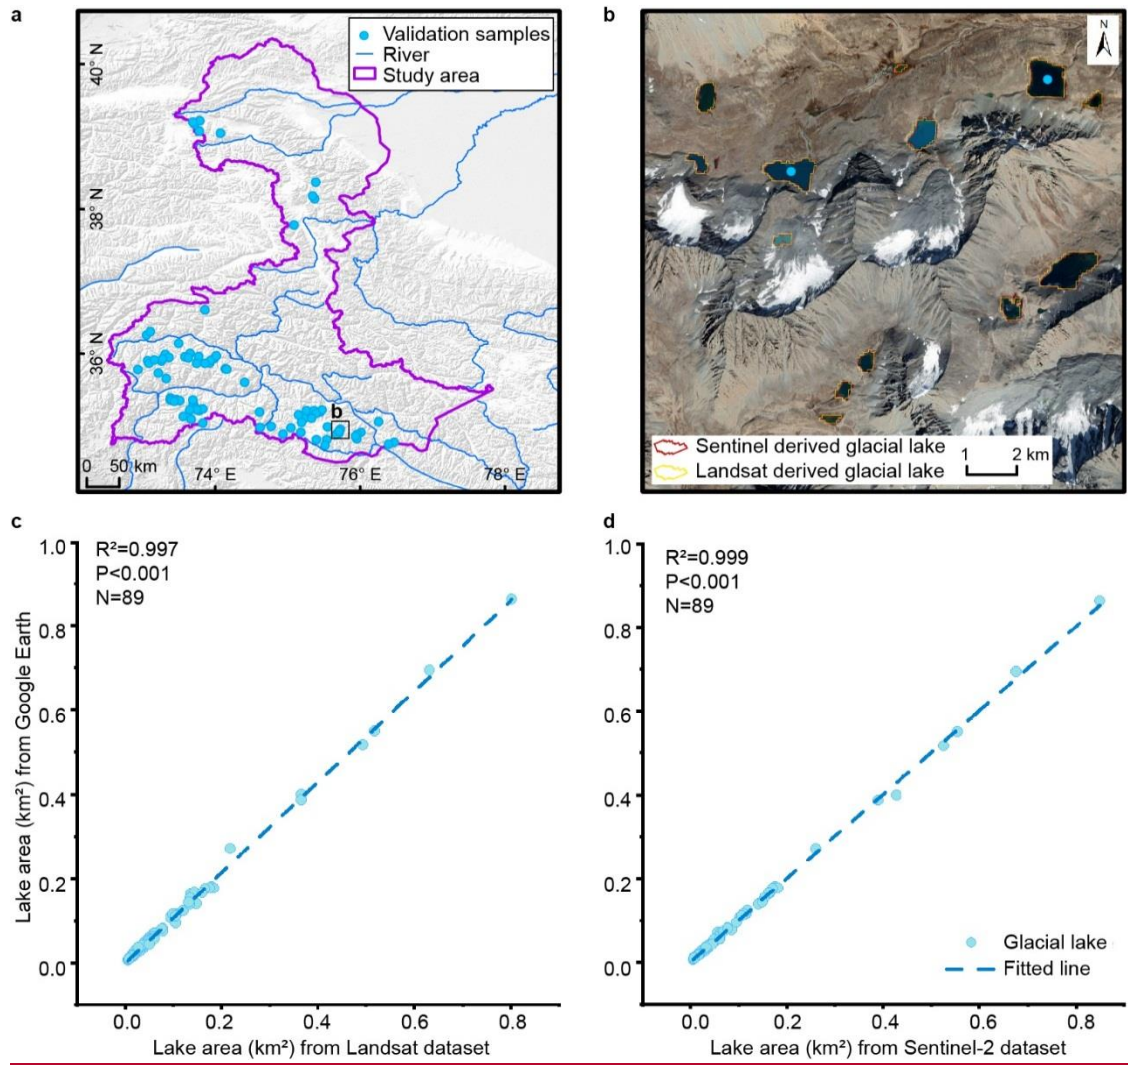 a
Validation samples
River
Study area
40° N
38° N
36° N
b
0 50 km
74° E
76° E
78° E
b
N
Sentinel derived glacial lake
Landsat derived glacial lake
1 2 km
c
R²=0.997
P<0.001
N=89
Lake area (km²) from Google Earth
1.0
0.8
0.6
0.4
0.2
0.0
0.0 0.2 0.4 0.6 0.8
Lake area (km²) from Landsat dataset
d
R²=0.999
P<0.001
N=89
1.0
0.8
0.6
0.4
0.2
0.0
Glacial lake
Fitted line
0.0 0.2 0.4 0.6 0.8
Lake area (km²) from Sentinel-2 dataset